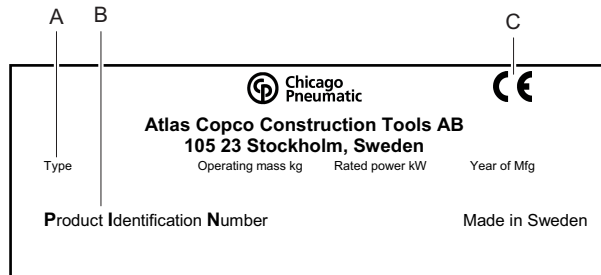 A B C
Chicago
Pneumatic
CE
Atlas Copco Construction Tools AB
105 23 Stockholm, Sweden
Type Operating mass kg Rated power kW Year of Mfg
Product Identification Number Made in Sweden